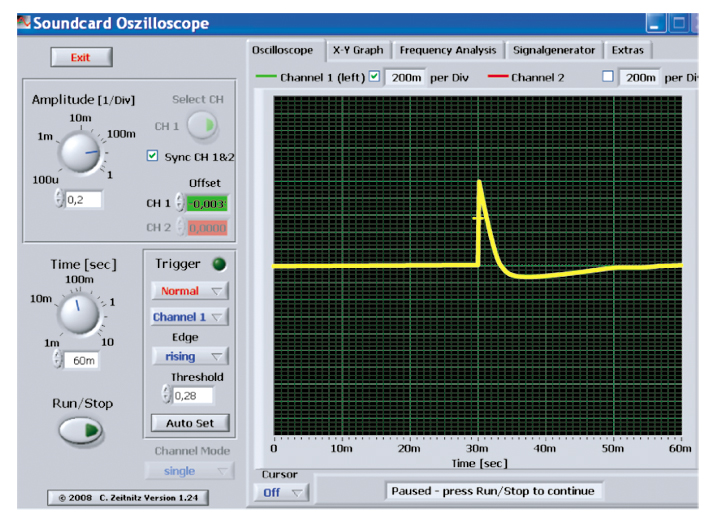 Soundcard Oszilloscope
Exit
Oscilloscope X-Y Graph Frequency Analysis Signalgenerator Extras
Channel 1 (left) 200m per Div Channel 2 200m per Di
Amplitude [1/Div]
Select CH
10m
1m 100m
CH 1
100u 1
Sync CH 1&2
0,2
Offset
CH 1 -0,003
CH 2 0,0000
Time [sec]
100m
10m 1
1m 10
60m
Run/Stop
Trigger
Normal
Channel 1
Edge
rising
Threshold
0,28
Auto Set
Channel Mode
single
© 2008 C. Zeitnitz Version 1.24
0 10m 20m 30m 40m 50m 60m
Time [sec]
Cursor
Off
Paused - press Run/Stop to continue